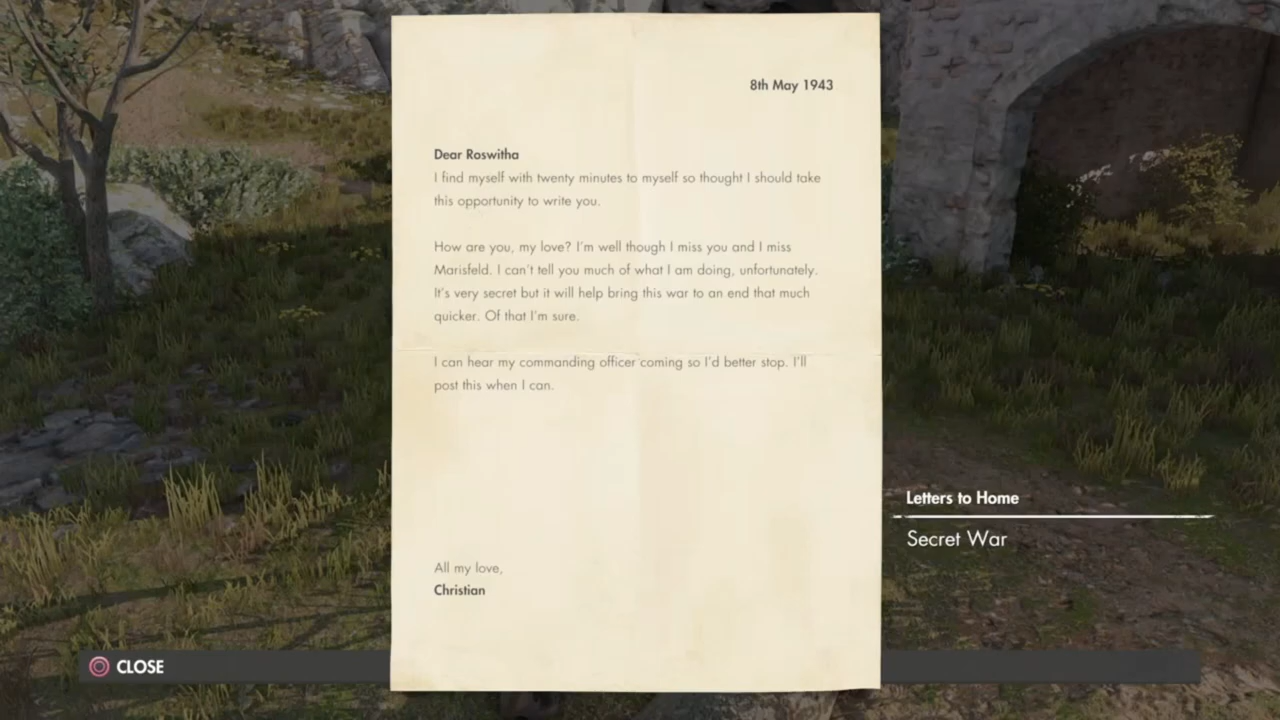 8th May 1943
Dear Roswitha
I find myself with twenty minutes to myself so thought I should take
this opportunity to write you.
How are you, my love? I'm well though I miss you and I miss
Marisfeld. I can't tell you much of what I am doing, unfortunately.
It's very secret but it will help bring this war to an end that much
quicker. Of that I'm sure.
I can hear my commanding officer coming so I'd better stop. I'll
post this when I can.
Letters to Home
Secret War
All my love,
Christian
CLOSE